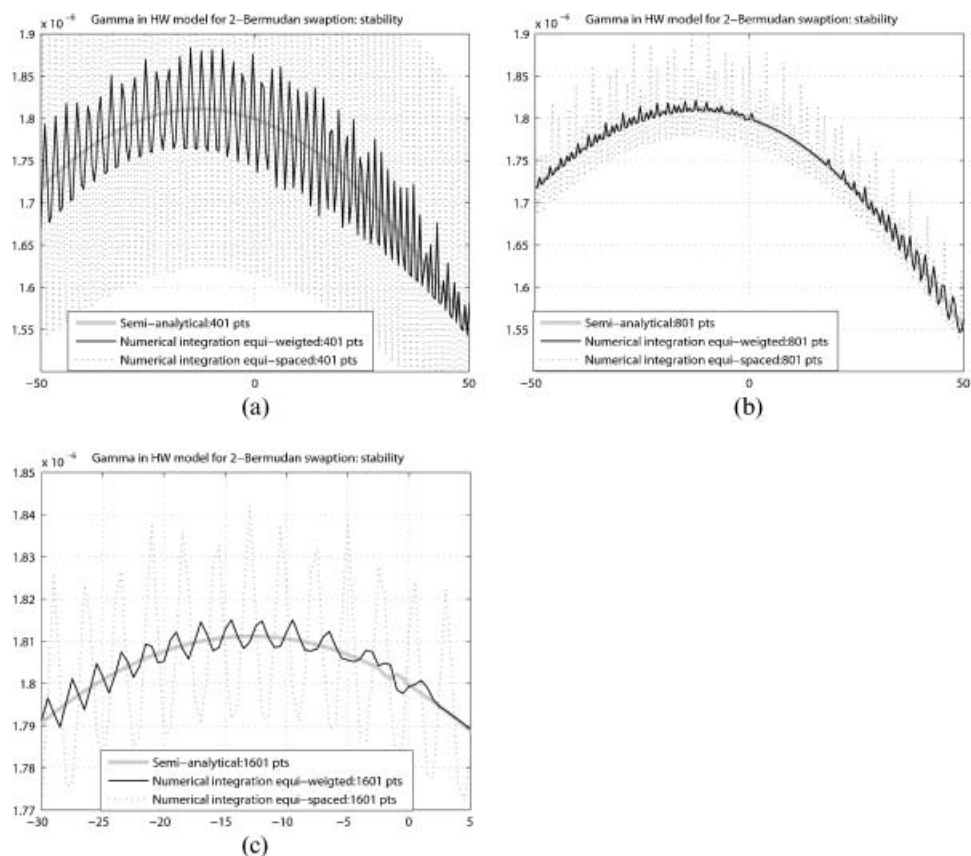 Gamma in HW model for 2−Bermudan swaption: stability
x 10 −6
1.9
1.85
1.8
1.75
1.7
1.65
1.6
1.55
Semi−analytical:401 pts
Numerical integration equi−weigted:401 pts
Numerical integration equi−spaced:401 pts
−50
0
50
(a)
Gamma in HW model for 2−Bermudan swaption: stability
x 10 −6
1.9
1.85
1.8
1.75
1.7
1.65
1.6
1.55
Semi−analytical:801 pts
Numerical integration equi−weigted:801 pts
Numerical integration equi−spaced:801 pts
−50
0
50
(b)
Gamma in HW model for 2−Bermudan swaption: stability
x 10 −6
1.85
1.84
1.83
1.82
1.81
1.8
1.79
1.78
1.77
Semi−analytical:1601 pts
Numerical integration equi−weigted:1601 pts
Numerical integration equi−spaced:1601 pts
−30
−25
−20
−15
−10
−5
0
5
(c)